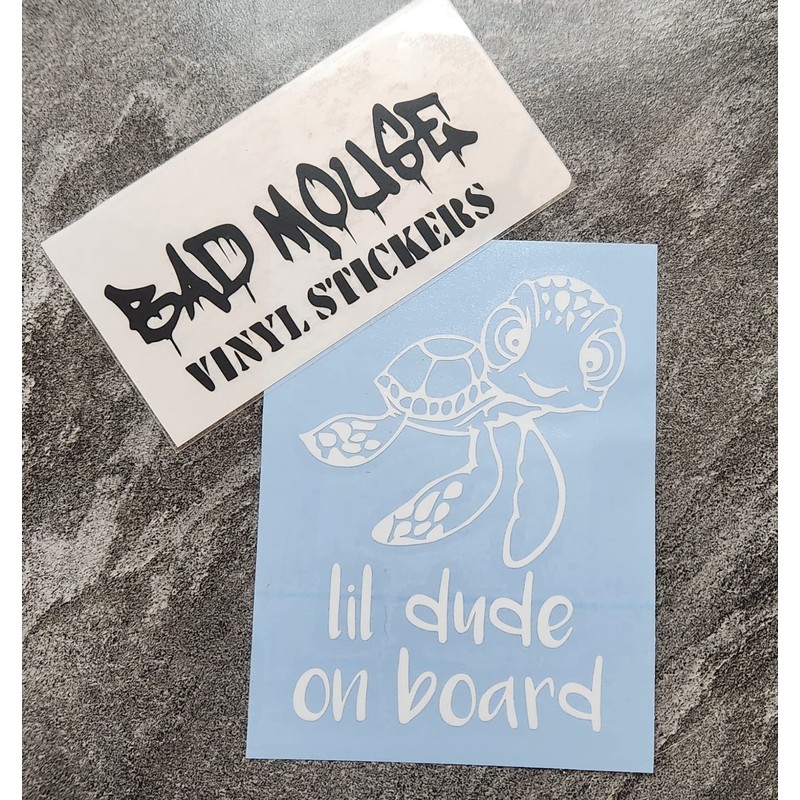 BAD MOUSE
VINYL STICKERS
lil dude
on board